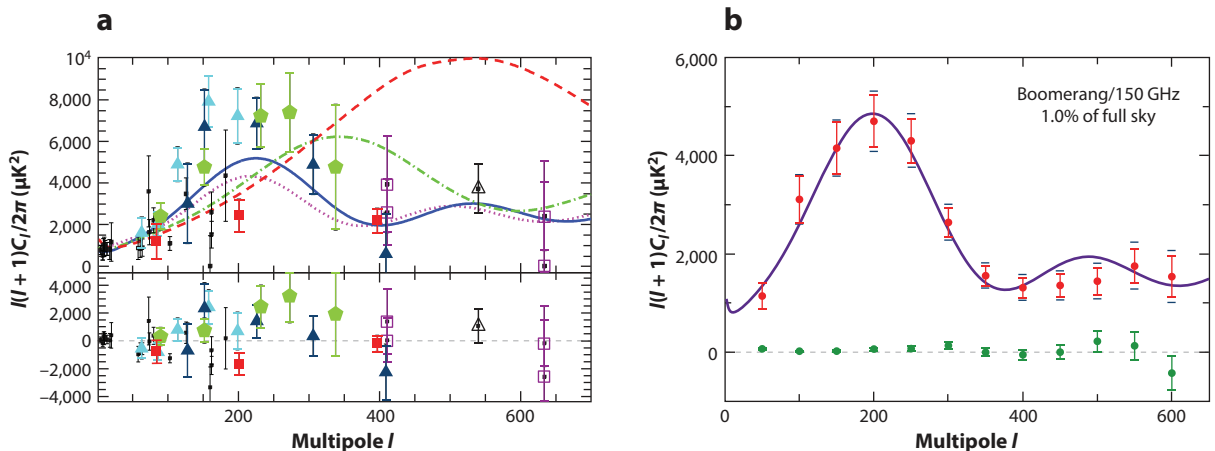 a
l(l + 1)C_l/2π (μK²)
10⁴
8,000
6,000
4,000
2,000
0
4,000
2,000
0
–2,000
–4,000
200
400
600
Multipole l
b
l(l + 1)C_l/2π (μK²)
6,000
4,000
2,000
0
Boomerang/150 GHz
1.0% of full sky
0
200
400
600
Multipole l